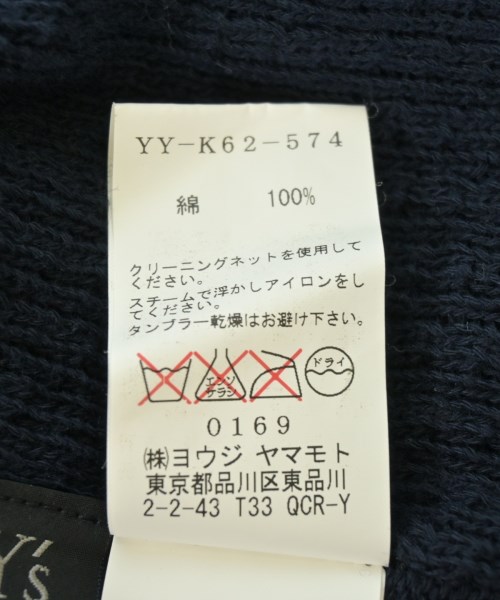 YY-K62-574
綿 100%
クリーニングネットを使用して
ください。
スチームで浮かしアイロンをし
てください。
タンブラー乾燥はお避け下さい。
エンソ
サラシ
ドライ
0169
㈱ヨウジ ヤマモト
東京都品川区東品川
2-2-43 T33 QCR-Y
Y's